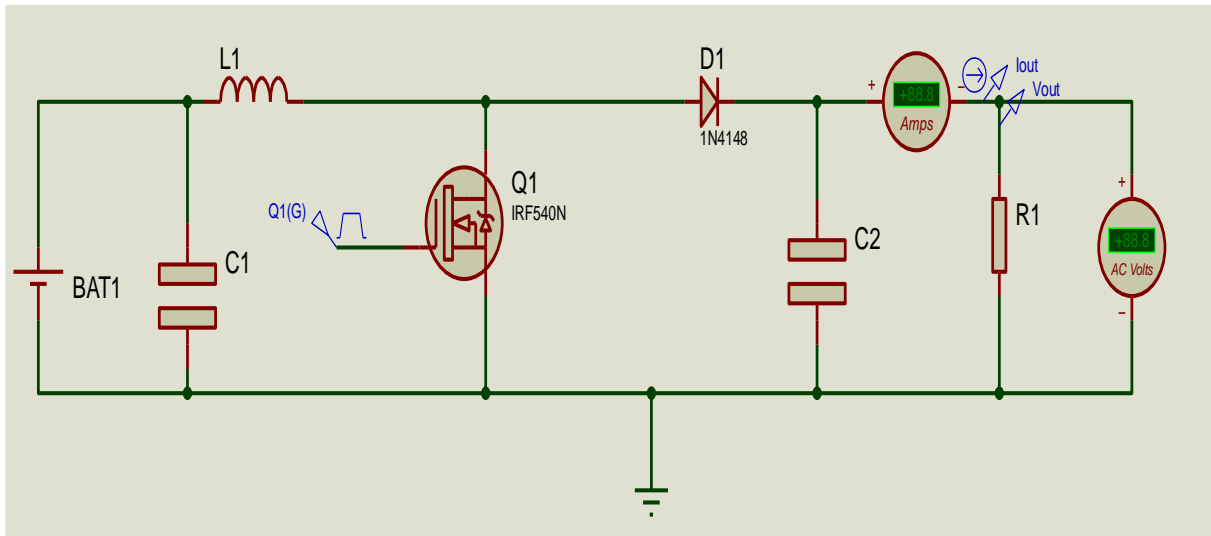 L1
D1
1N4148
+
+88.8
Amps
−
Iout
Vout
Q1(G)
Q1
IRF540N
BAT1
C1
C2
R1
+
+88.8
AC Volts
−